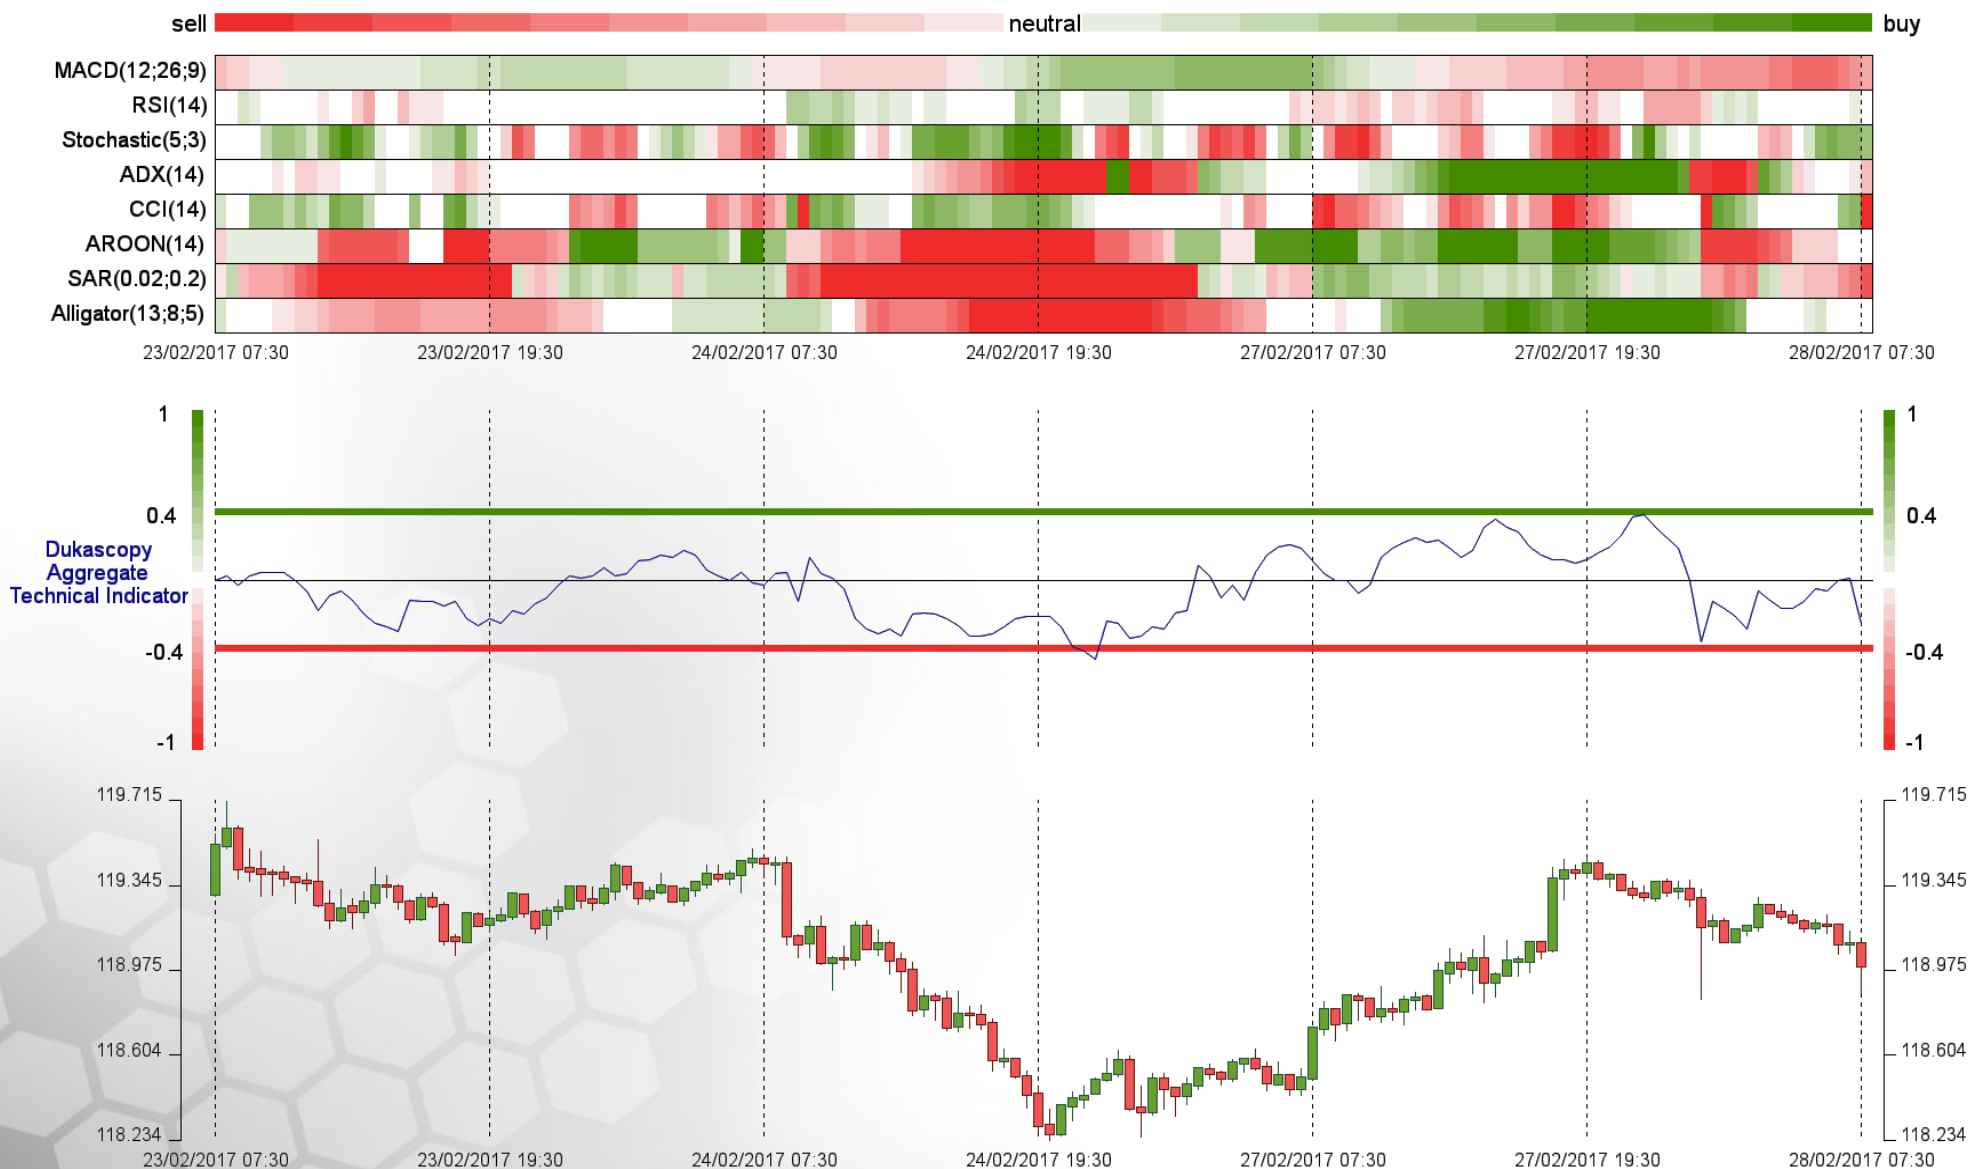 sell neutral buy
MACD(12;26;9)
RSI(14)
Stochastic(5;3)
ADX(14)
CCI(14)
AROON(14)
SAR(0.02;0.2)
Alligator(13;8;5)
23/02/2017 07:30 23/02/2017 19:30 24/02/2017 07:30 24/02/2017 19:30 27/02/2017 07:30 27/02/2017 19:30 28/02/2017 07:30
1 1
0.4 0.4
Dukascopy
Aggregate
Technical Indicator
-0.4 -0.4
-1 -1
119.715 119.715
119.345 119.345
118.975 118.975
118.604 118.604
118.234 118.234
23/02/2017 07:30 23/02/2017 19:30 24/02/2017 07:30 24/02/2017 19:30 27/02/2017 07:30 27/02/2017 19:30 28/02/2017 07:30